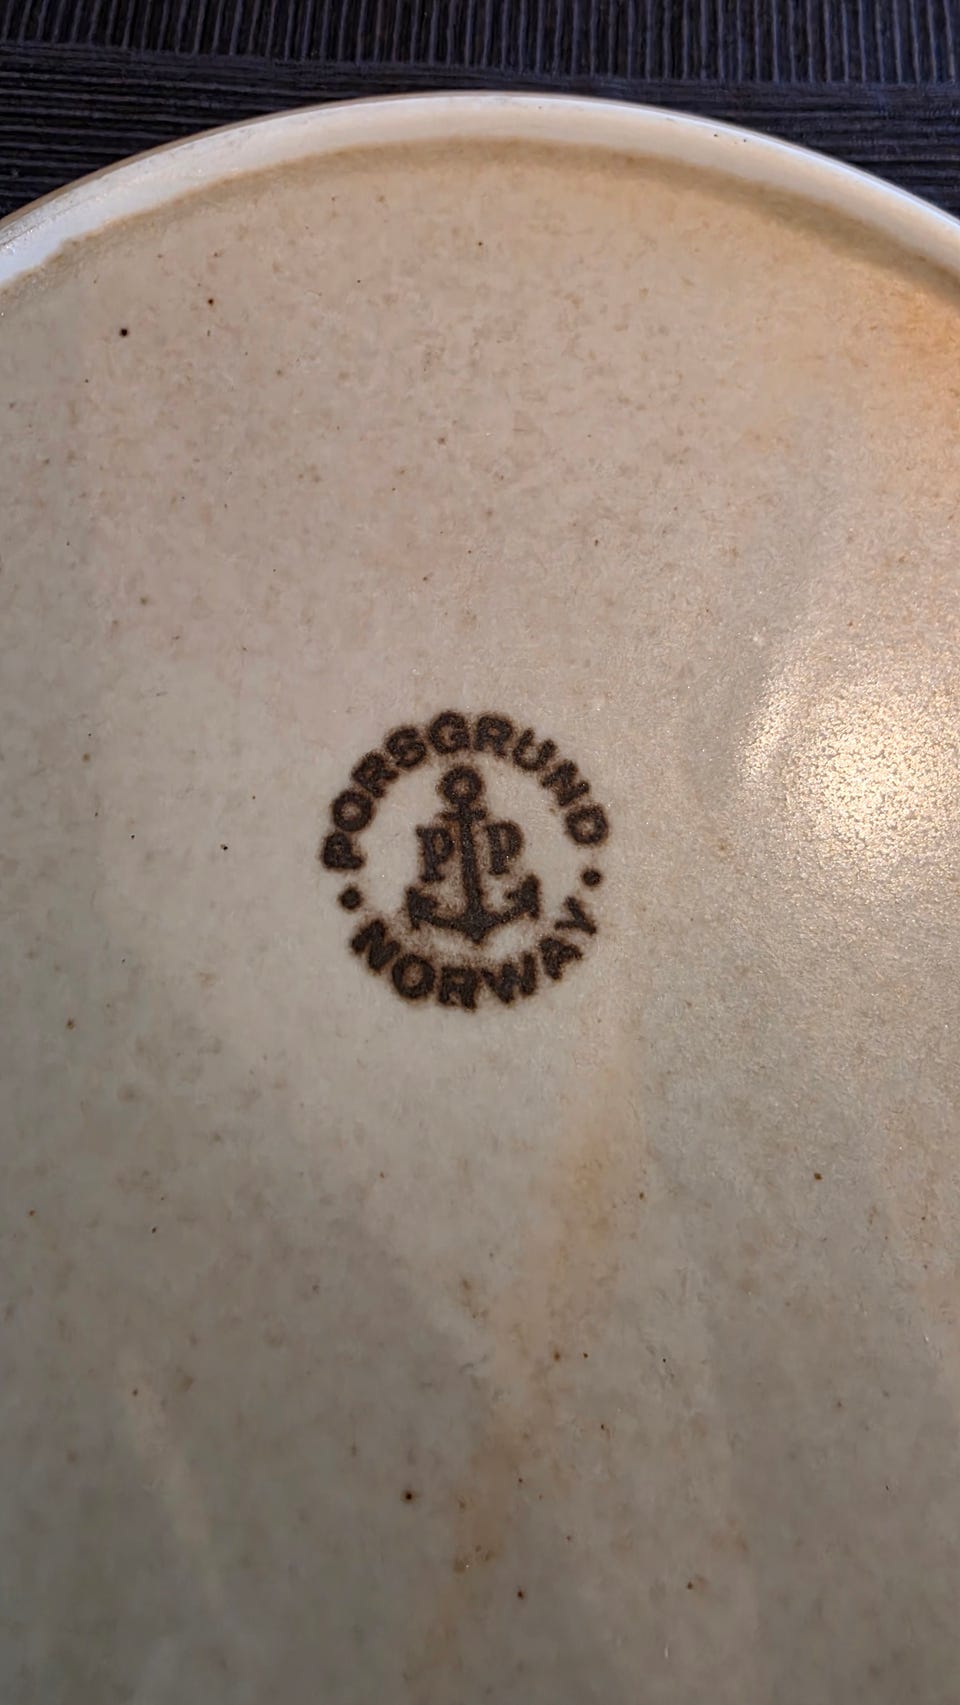 PORSGRUND
PP
• NORWAY •